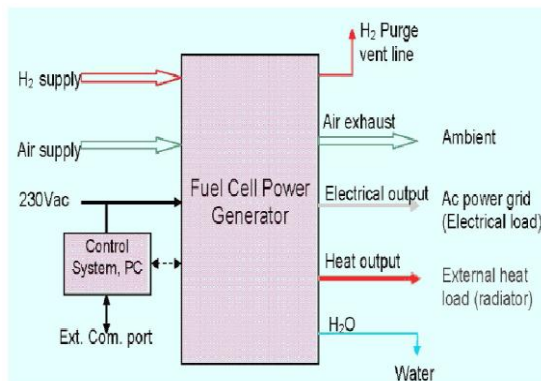 H₂ Purge
vent line
H₂ supply
Air exhaust
Ambient
Air supply
Fuel Cell Power
Generator
230Vac
Electrical output
Ac power grid
(Electrical load)
Control
System, PC
Heat output
External heat
load (radiator)
Ext. Com. port
H₂O
Water